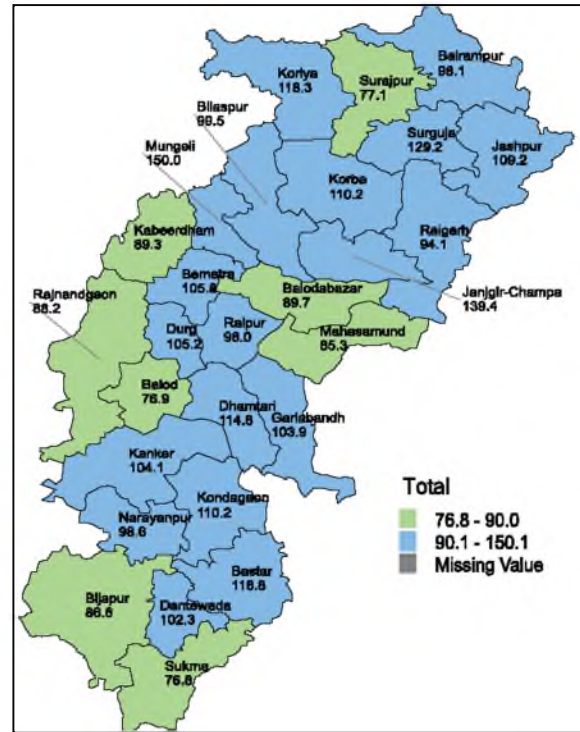 Koriya
118.3
Surajpur
77.1
Balrampur
98.1
Bilaspur
99.5
Surguja
129.2
Jashpur
109.2
Mungeli
150.0
Korba
110.2
Raigarh
94.1
Kabeerdham
89.3
Bematra
Janjgir-Champa
139.4
Rajnandgaon
88.2
Balodabazar
89.7
Durg
105.2
Raipur
98.0
Mahasamund
85.3
Balod
76.9
Dhamtari
114.8
Gariabandh
103.9
Kanker
104.1
Kondagaon
110.2
Narayanpur
98.6
Bastar
118.8
Bijapur
86.8
Dantewada
102.3
Sukma
76.8
Total
76.8 - 90.0
90.1 - 150.1
Missing Value